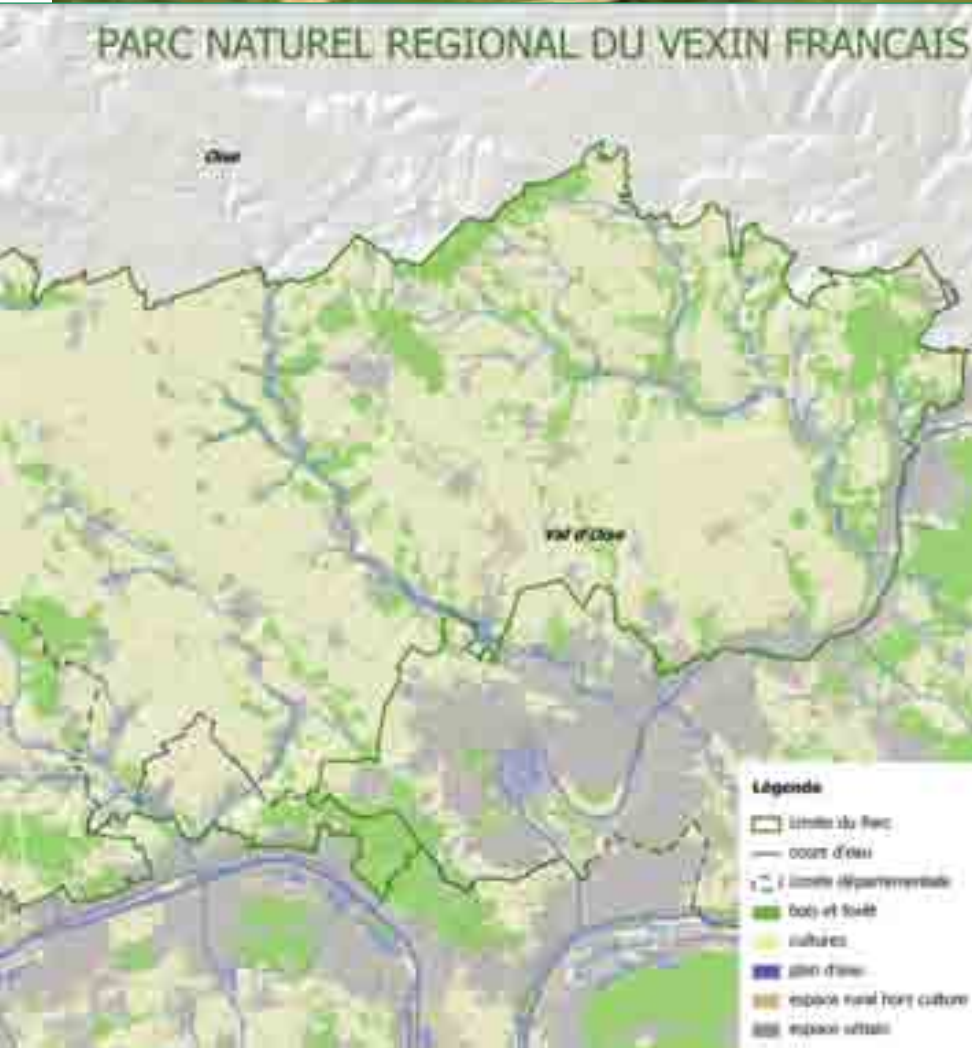 PARC NATUREL REGIONAL DU VEXIN FRANCAIS
Oise
Val d'Oise
Légende
Limite du Parc
cours d'eau
Limite départementale
bois et forêt
cultures
plan d'eau
espace rural hors culture
espace urbain